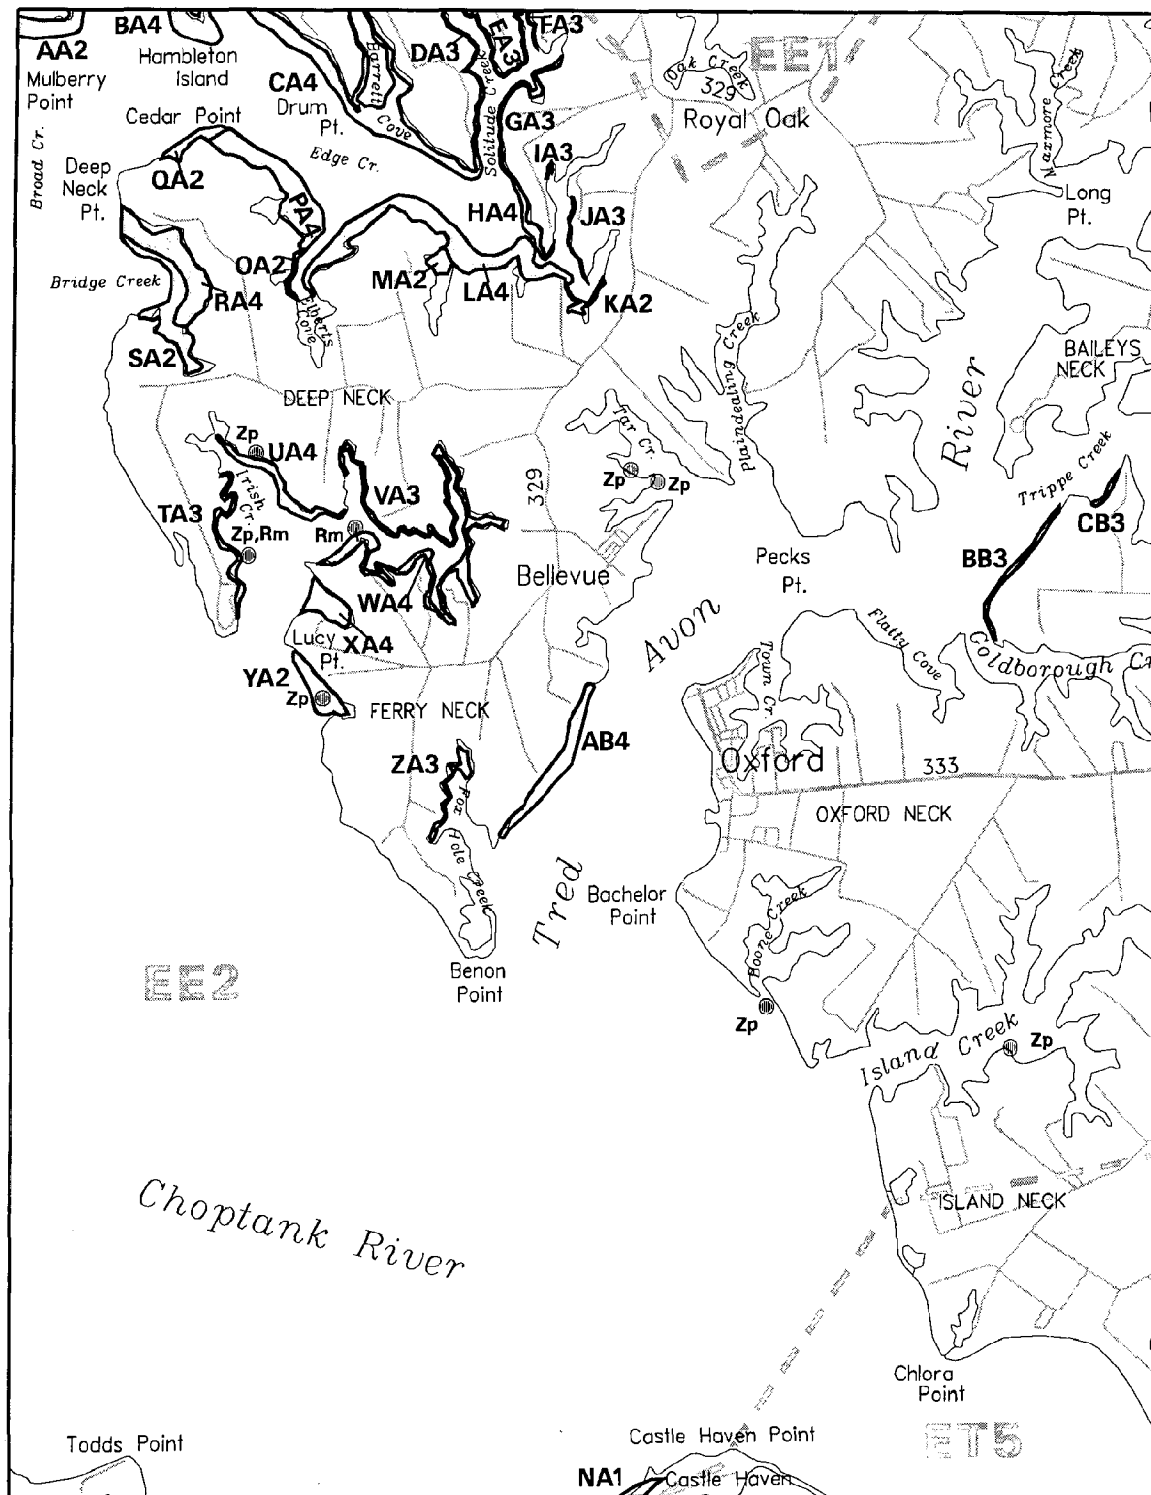 BA4
FA3
EA3
DA3
EE1
AA2
Hambleton
Island
Barrett
Cove
Oak Creek
329
Mulberry
Point
CA4
Drum
Pt.
Solitude Creek
Maxmore Creek
Cedar Point
GA3
Royal Oak
Broad Cr.
Edge Cr.
IA3
Deep
Neck
Pt.
QA2
Long
Pt.
PA4
HA4
JA3
OA2
MA2
LA4
KA2
Bridge Creek
RA4
Elberts
Cove
SA2
Plaindealing Creek
BAILEYS
NECK
River
DEEP NECK
Tar Cr.
Zp
UA4
Trippe Creek
Irish
Cr.
VA3
329
Zp
Zp
TA3
CB3
Zp,Rm
Rm
Pecks
Pt.
BB3
Bellevue
WA4
Avon
Flatty Cove
Lucy
Pt.
XA4
Town Cr.
Goldborough
YA2
Zp
FERRY NECK
AB4
ZA3
Oxford
333
Fox
Hole Creek
OXFORD NECK
Tred
Bachelor
Point
Boone Creek
EE2
Benon
Point
Zp
Island Creek
Zp
Choptank River
ISLAND NECK
Chlora
Point
ET5
Todds Point
Castle Haven Point
NA1
Castle Haven